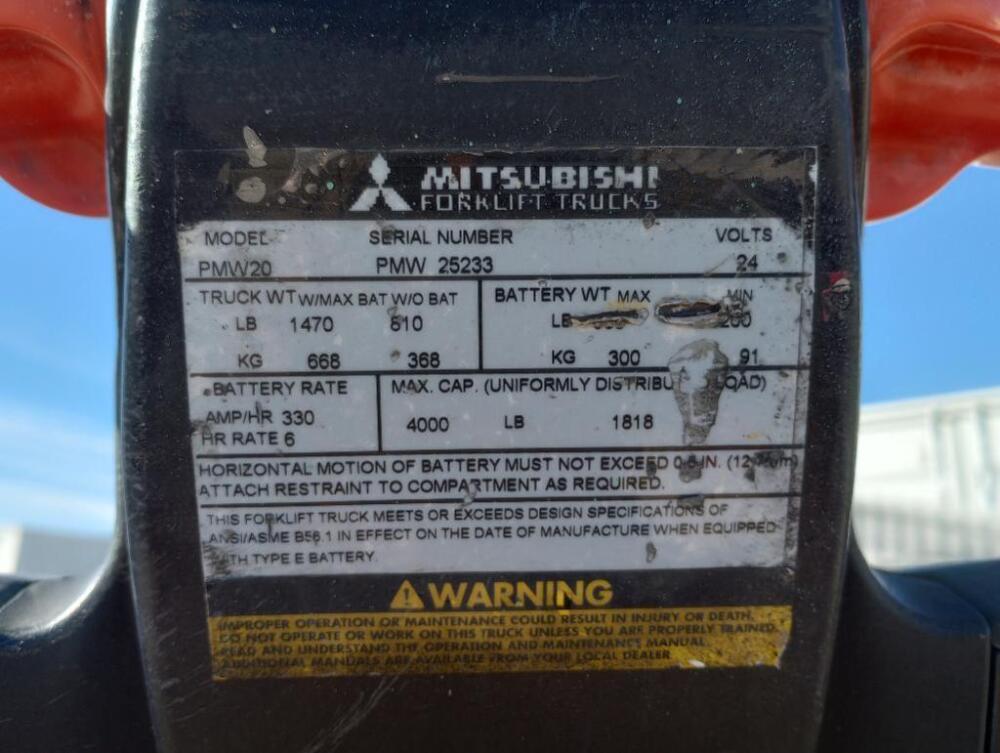 MITSUBISHI
FORKLIFT TRUCKS
MODEL SERIAL NUMBER VOLTS
PMW20 PMW 25233 24
TRUCK WT W/MAX BAT W/O BAT BATTERY WT MAX MIN
LB 1470 810 LB
KG 668 368 KG 300 91
BATTERY RATE MAX. CAP. (UNIFORMLY
AMP/HR 330 4000 LB 1818
HR RATE 6
HORIZONTAL MOTION OF BATTERY MUST NOT EXCEED 0.5 IN.
ATTACH RESTRAINT TO COMPARTMENT AS REQUIRED.
THIS FORKLIFT TRUCK MEETS OR EXCEEDS DESIGN SPECIFICATIONS OF
ANSI/ASME B56.1 IN EFFECT ON THE DATE OF MANUFACTURE WHEN EQUIPPED
TYPE E BATTERY.
WARNING
IMPROPER OPERATION OR MAINTENANCE COULD RESULT IN INJURY OR DEATH.
DO NOT OPERATE OR WORK ON THIS TRUCK UNLESS YOU ARE PROPERLY TRAINED.
READ AND UNDERSTAND THE OPERATION AND MAINTENANCE MANUAL.
ADDITIONAL MANUALS ARE AVAILABLE FROM YOUR LOCAL DEALER